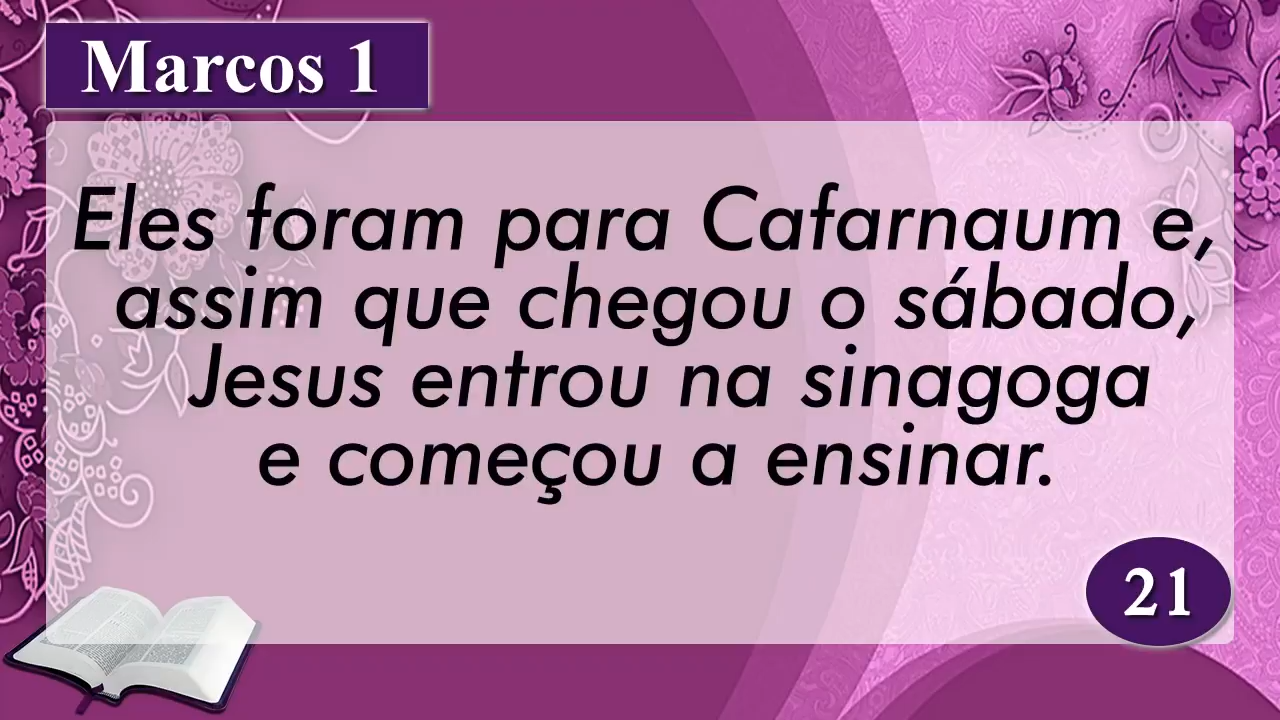 Marcos 1
Eles foram para Cafarnaum e,
assim que chegou o sábado,
Jesus entrou na sinagoga
e começou a ensinar.
21